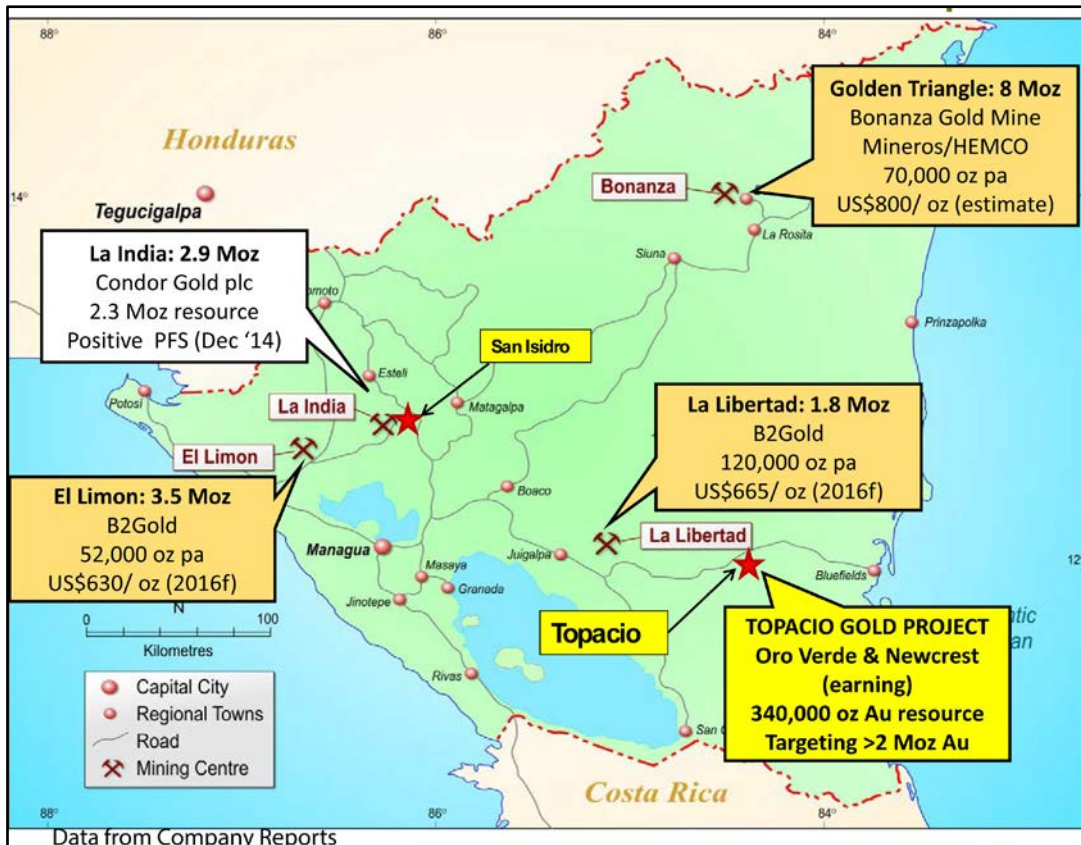 88°
86°
84°
Honduras
14°
Tegucigalpa
Golden Triangle: 8 Moz
Bonanza Gold Mine
Mineros/HEMCO
70,000 oz pa
US$800/ oz (estimate)
Bonanza
La Rosita
Siuna
Prinzapolka
La India: 2.9 Moz
Condor Gold plc
2.3 Moz resource
Positive PFS (Dec ‘14)
San Isidro
Esteli
Matagalpa
Potosi
La India
El Limon
La Libertad: 1.8 Moz
B2Gold
120,000 oz pa
US$665/ oz (2016f)
El Limon: 3.5 Moz
B2Gold
52,000 oz pa
US$630/ oz (2016f)
Boaco
La Libertad
Managua
Juigalpa
Masaya
Granada
Jinotepe
Bluefields
12
Rivas
San
Topacio
TOPACIO GOLD PROJECT
Oro Verde & Newcrest
(earning)
340,000 oz Au resource
Targeting >2 Moz Au
N
0 100
Kilometres
Capital City
Regional Towns
Road
Mining Centre
Costa Rica
88°
86°
84°
Data from Company Reports